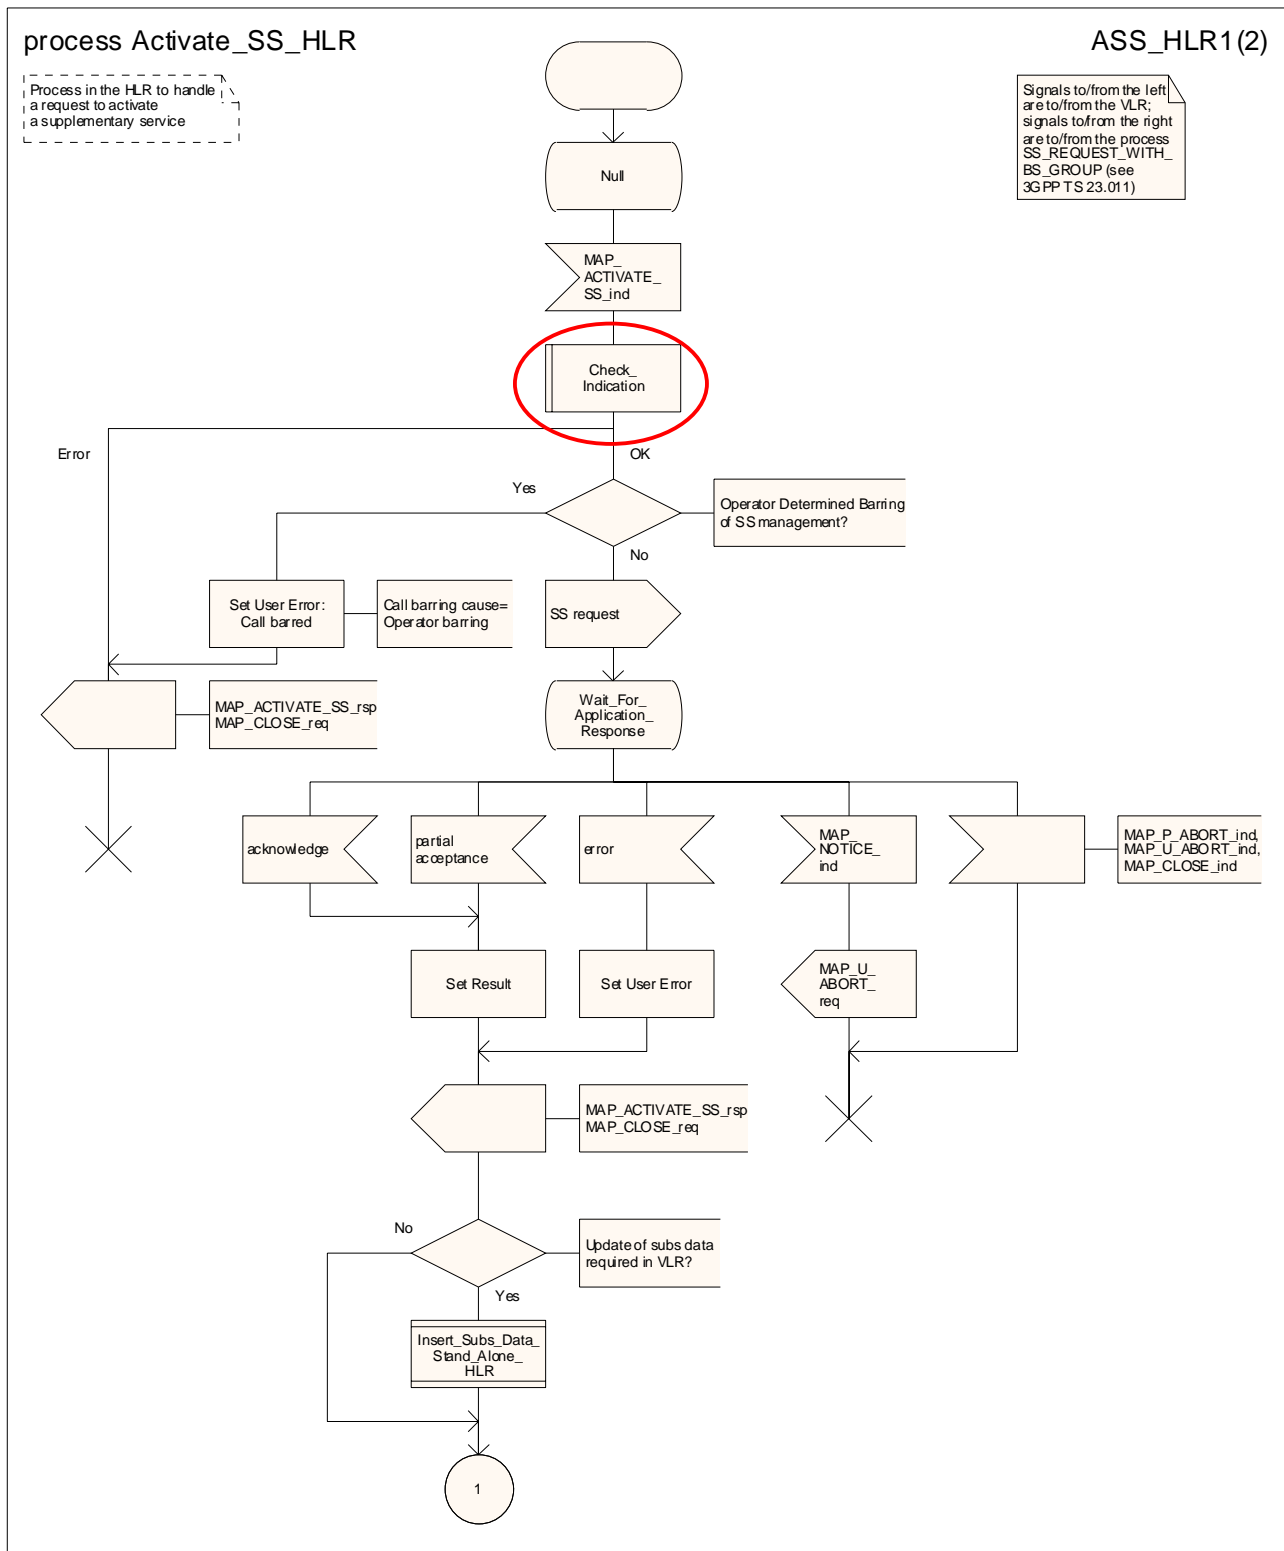 process Activate_SS_HLR
ASS_HLR1(2)
Process in the HLR to handle
a request to activate
a supplementary service
Signals to/from the left
are to/from the VLR;
signals to/from the right
are to/from the process
SS_REQUEST_WITH_
BS_GROUP (see
3GPP TS 23.011)
Null
MAP_
ACTIVATE_
SS_ind
Check_
Indication
Error
OK
Yes
Operator Determined Barring
of SS management?
No
Set User Error:
Call barred
Call barring cause=
Operator barring
SS request
MAP_ACTIVATE_SS_rsp
MAP_CLOSE_req
Wait_For_
Application_
Response
acknowledge
partial
acceptance
error
MAP_
NOTICE_
ind
MAP_P_ABORT_ind,
MAP_U_ABORT_ind,
MAP_CLOSE_ind
Set Result
Set User Error
MAP_U_
ABORT_
req
MAP_ACTIVATE_SS_rsp
MAP_CLOSE_req
No
Update of subs data
required in VLR?
Yes
Insert_Subs_Data_
Stand_Alone_
HLR
1